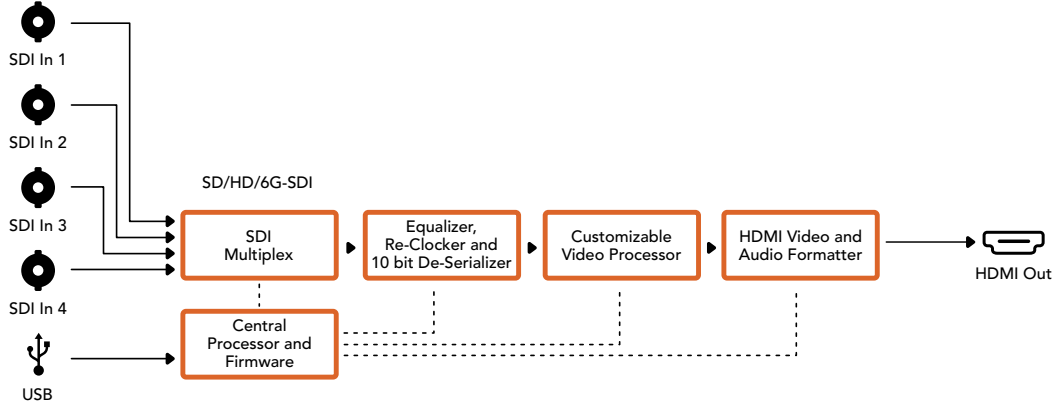 SDI In 1
SDI In 2
SDI In 3
SDI In 4
USB
SD/HD/6G-SDI
SDI
Multiplex
Equalizer,
Re-Clocker and
10 bit De-Serializer
Customizable
Video Processor
HDMI Video and
Audio Formatter
HDMI Out
Central
Processor and
Firmware